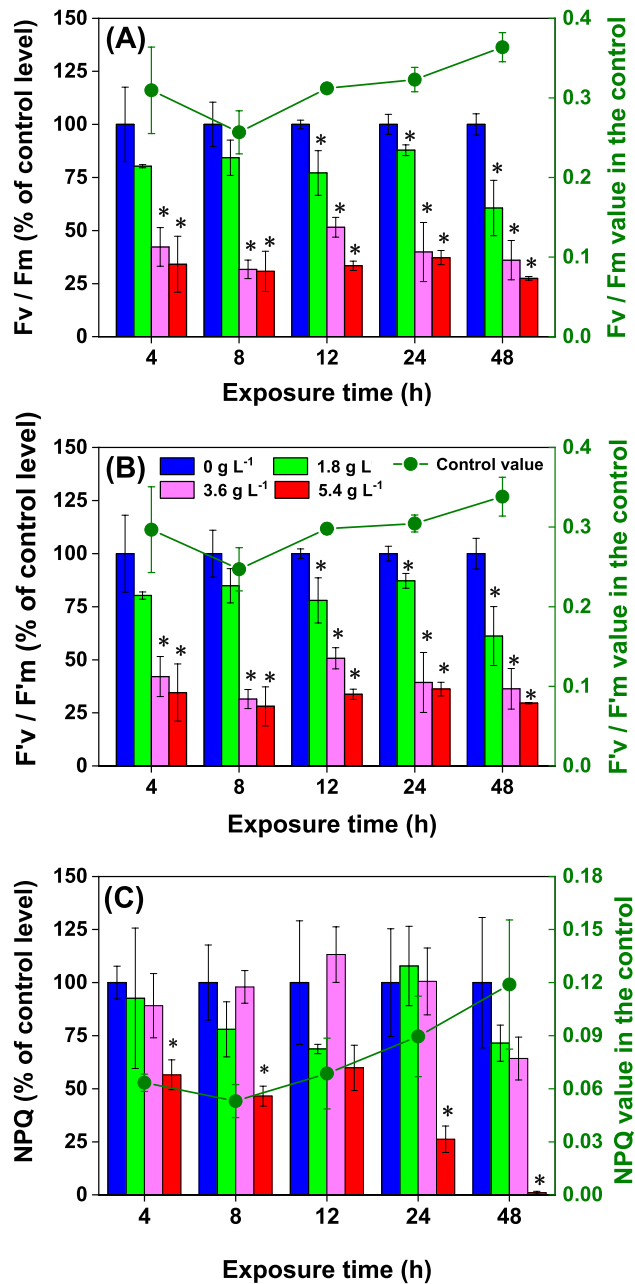 (A)
150
125
100
75
50
25
0
0.4
0.3
0.2
0.1
0.0
Fv / Fm (% of control level)
Fv / Fm value in the control
* * * * * * * * * * * * *
4 8 12 24 48
Exposure time (h)
(B)
0 g L⁻¹ 1.8 g L Control value
3.6 g L⁻¹ 5.4 g L⁻¹
150
125
100
75
50
25
0
0.4
0.3
0.2
0.1
0.0
F'v / F'm (% of control level)
F'v / F'm value in the control
* * * * * * * * * * * * *
4 8 12 24 48
Exposure time (h)
(C)
150
125
100
75
50
25
0
0.18
0.15
0.12
0.09
0.06
0.03
0.00
NPQ (% of control level)
NPQ value in the control
* * * *
4 8 12 24 48
Exposure time (h)